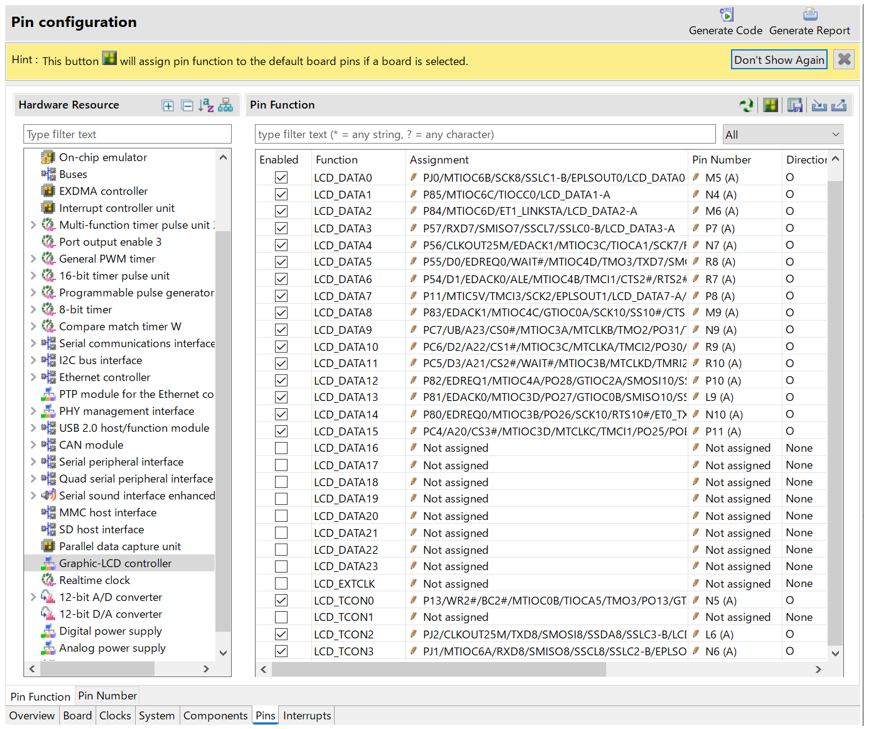 Pin configuration
Generate Code Generate Report
Hint : This button will assign pin function to the default board pins if a board is selected.
Don't Show Again
Hardware Resource
Type filter text
On-chip emulator
Buses
EXDMA controller
Interrupt controller unit
Multi-function timer pulse unit
Port output enable 3
General PWM timer
16-bit timer pulse unit
Programmable pulse generator
8-bit timer
Compare match timer W
Serial communications interface
I2C bus interface
Ethernet controller
PTP module for the Ethernet co
PHY management interface
USB 2.0 host/function module
CAN module
Serial peripheral interface
Quad serial peripheral interface
Serial sound interface enhanced
MMC host interface
SD host interface
Parallel data capture unit
Graphic-LCD controller
Realtime clock
12-bit A/D converter
12-bit D/A converter
Digital power supply
Analog power supply
Pin Function
type filter text (* = any string, ? = any character)
All
Enabled Function Assignment Pin Number Direction
LCD_DATA0 PJ0/MTIOC6B/SCK8/SSLC1-B/EPLSOUT0/LCD_DATA0 M5 (A) O
LCD_DATA1 P85/MTIOC6C/TIOCC0/LCD_DATA1-A N4 (A) O
LCD_DATA2 P84/MTIOC6D/ET1_LINKSTA/LCD_DATA2-A M6 (A) O
LCD_DATA3 P57/RXD7/SMISO7/SSCL7/SSLC0-B/LCD_DATA3-A P7 (A) O
LCD_DATA4 P56/CLKOUT25M/EDACK1/MTIOC3C/TIOCA1/SCK7/ N7 (A) O
LCD_DATA5 P55/D0/EDREQ0/WAIT#/MTIOC4D/TMO3/TXD7/SM R8 (A) O
LCD_DATA6 P54/D1/EDACK0/ALE/MTIOC4B/TMCI1/CTS2#/RTS2# R7 (A) O
LCD_DATA7 P11/MTIC5V/TMCI3/SCK2/EPLSOUT1/LCD_DATA7-A/ P8 (A) O
LCD_DATA8 P83/EDACK1/MTIOC4C/GTIOC0A/SCK10/SS10#/CTS M9 (A) O
LCD_DATA9 PC7/UB/A23/CS0#/MTIOC3A/MTCLKB/TMO2/PO31/ N9 (A) O
LCD_DATA10 PC6/D2/A22/CS1#/MTIOC3C/MTCLKA/TMCI2/PO30/ R9 (A) O
LCD_DATA11 PC5/D3/A21/CS2#/WAIT#/MTIOC3B/MTCLKD/TMRI2 R10 (A) O
LCD_DATA12 P82/EDREQ1/MTIOC4A/PO28/GTIOC2A/SMOSI10/SS P10 (A) O
LCD_DATA13 P81/EDACK0/MTIOC3D/PO27/GTIOC0B/SMISO10/SS L9 (A) O
LCD_DATA14 P80/EDREQ0/MTIOC3B/PO26/SCK10/RTS10#/ET0_TX N10 (A) O
LCD_DATA15 PC4/A20/CS3#/MTIOC3D/MTCLKC/TMCI1/PO25/POE P11 (A) O
LCD_DATA16 Not assigned Not assigned None
LCD_DATA17 Not assigned Not assigned None
LCD_DATA18 Not assigned Not assigned None
LCD_DATA19 Not assigned Not assigned None
LCD_DATA20 Not assigned Not assigned None
LCD_DATA21 Not assigned Not assigned None
LCD_DATA22 Not assigned Not assigned None
LCD_DATA23 Not assigned Not assigned None
LCD_EXTCLK Not assigned Not assigned None
LCD_TCON0 P13/WR2#/BC2#/MTIOC0B/TIOCA5/TMO3/PO13/GT N5 (A) O
LCD_TCON1 Not assigned Not assigned None
LCD_TCON2 PJ2/CLKOUT25M/TXD8/SMOSI8/SSDA8/SSLC3-B/LCD L6 (A) O
LCD_TCON3 PJ1/MTIOC6A/RXD8/SMISO8/SSCL8/SSLC2-B/EPLSO N6 (A) O
Pin Function Pin Number
Overview Board Clocks System Components Pins Interrupts